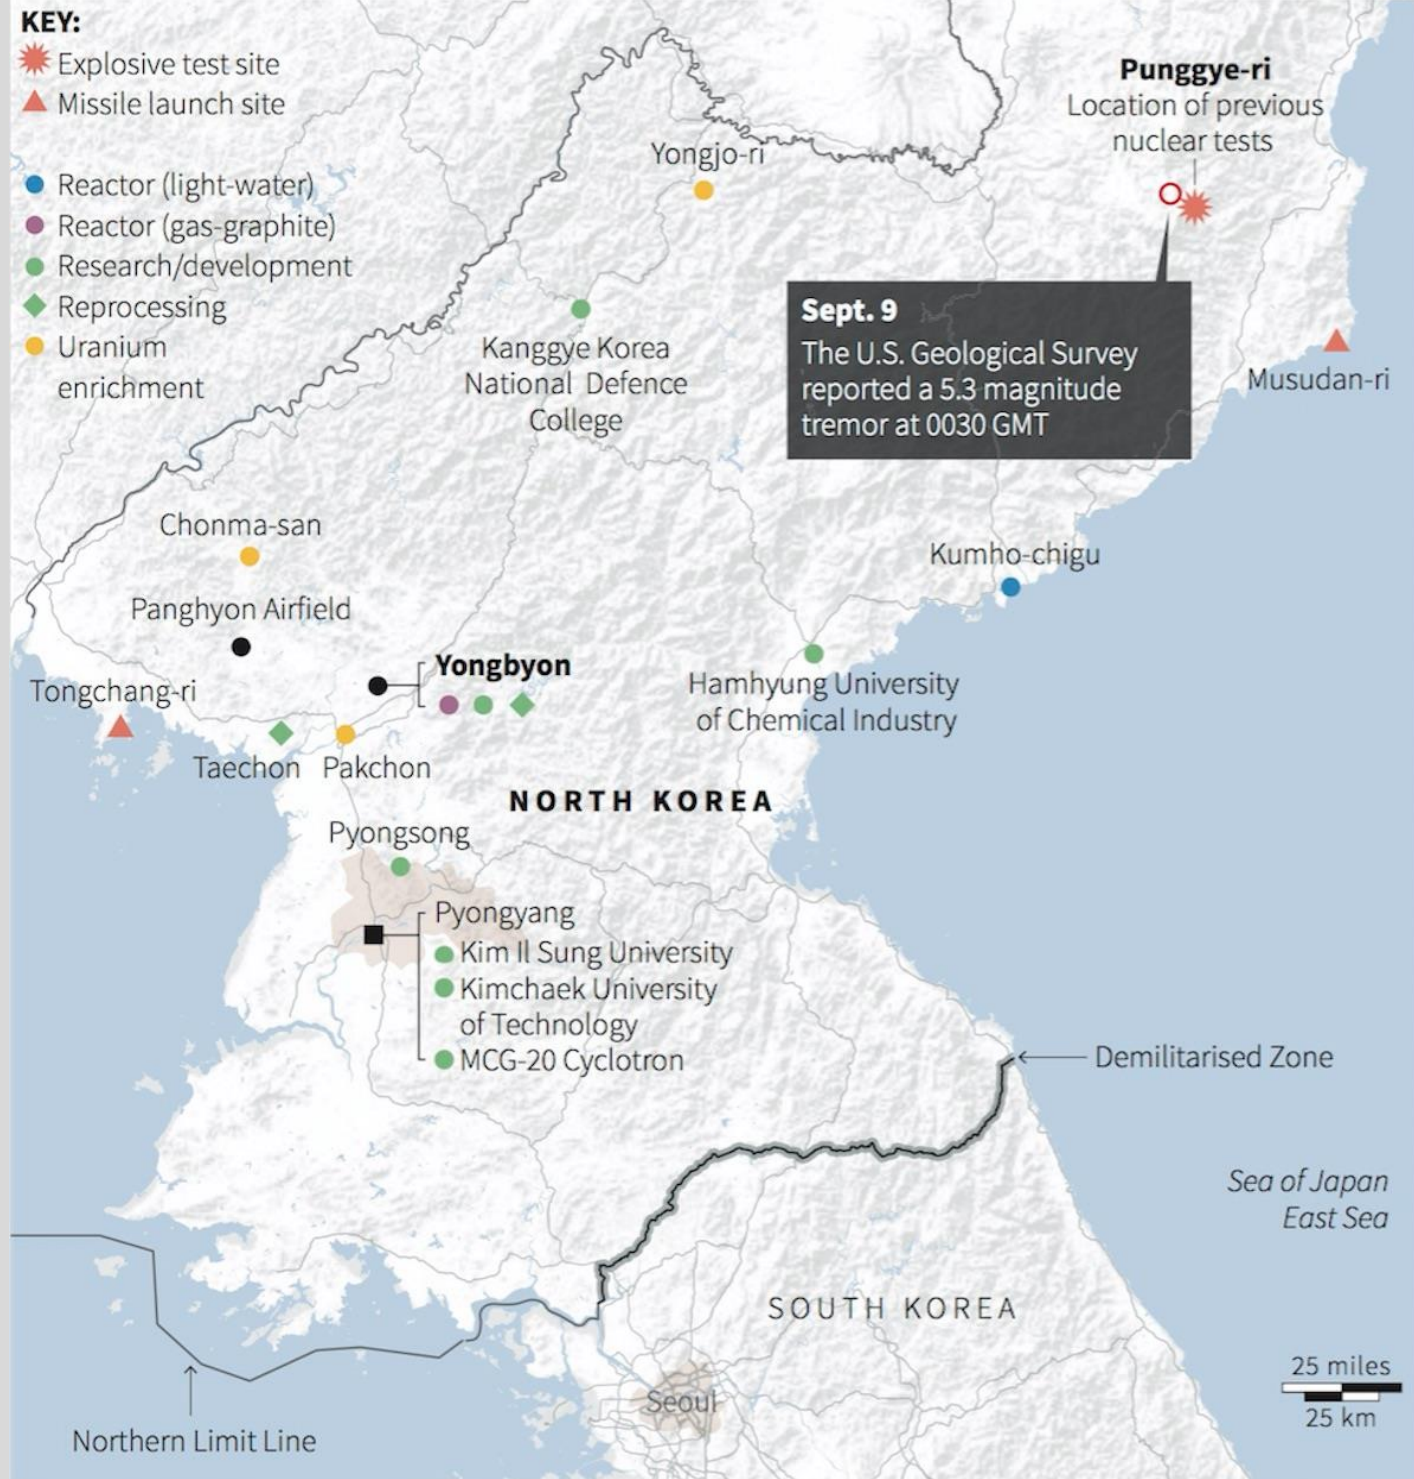 KEY:
Explosive test site
Missile launch site
Reactor (light-water)
Reactor (gas-graphite)
Research/development
Reprocessing
Uranium
enrichment
Punggye-ri
Location of previous
nuclear tests
Yongjo-ri
Sept. 9
The U.S. Geological Survey
reported a 5.3 magnitude
tremor at 0030 GMT
Kanggye Korea
National Defence
College
Musudan-ri
Chonma-san
Kumho-chigu
Panghyon Airfield
Yongbyon
Tongchang-ri
Hamhyung University
of Chemical Industry
Taechon
Pakchon
NORTH KOREA
Pyongsong
Pyongyang
Kim Il Sung University
Kimchaek University
of Technology
MCG-20 Cyclotron
Demilitarised Zone
Sea of Japan
East Sea
SOUTH KOREA
25 miles
25 km
Seoul
Northern Limit Line